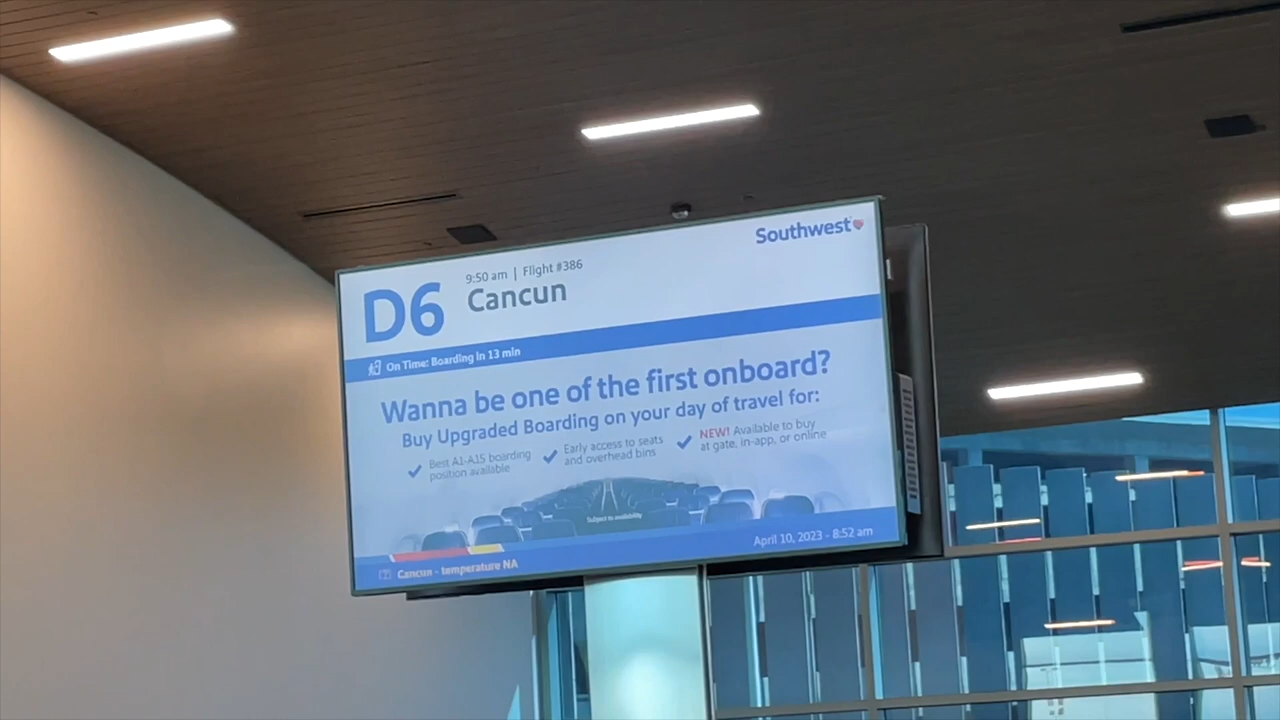 Southwest
D6
9:50 am | Flight #386
Cancun
On Time: Boarding in 13 min
Wanna be one of the first onboard?
Buy Upgraded Boarding on your day of travel for:
Best A1-A15 boarding
position available
Early access to seats
and overhead bins
NEW! Available to buy
at gate, in-app, or online
Subject to availability
April 10, 2023 - 8:52 am
Cancun - temperature NA